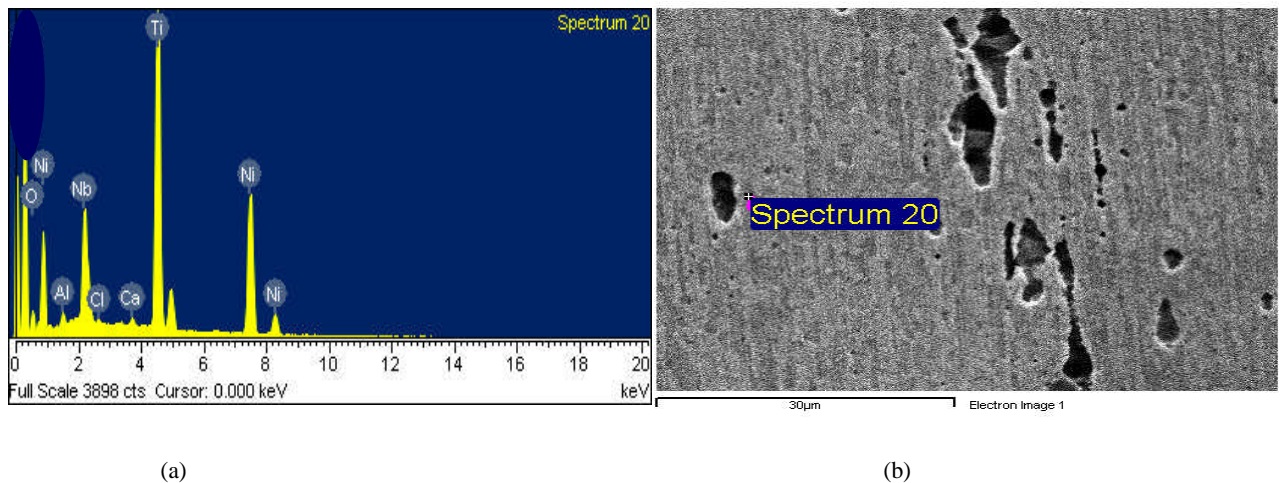 Spectrum 20
Ti
Ni
O
Nb
Ni
Al
Cl
Ca
Ni
0 2 4 6 8 10 12 14 16 18 20
Full Scale 3898 cts Cursor: 0.000 keV
keV
Spectrum 20
30µm
Electron Image 1
(a)
(b)